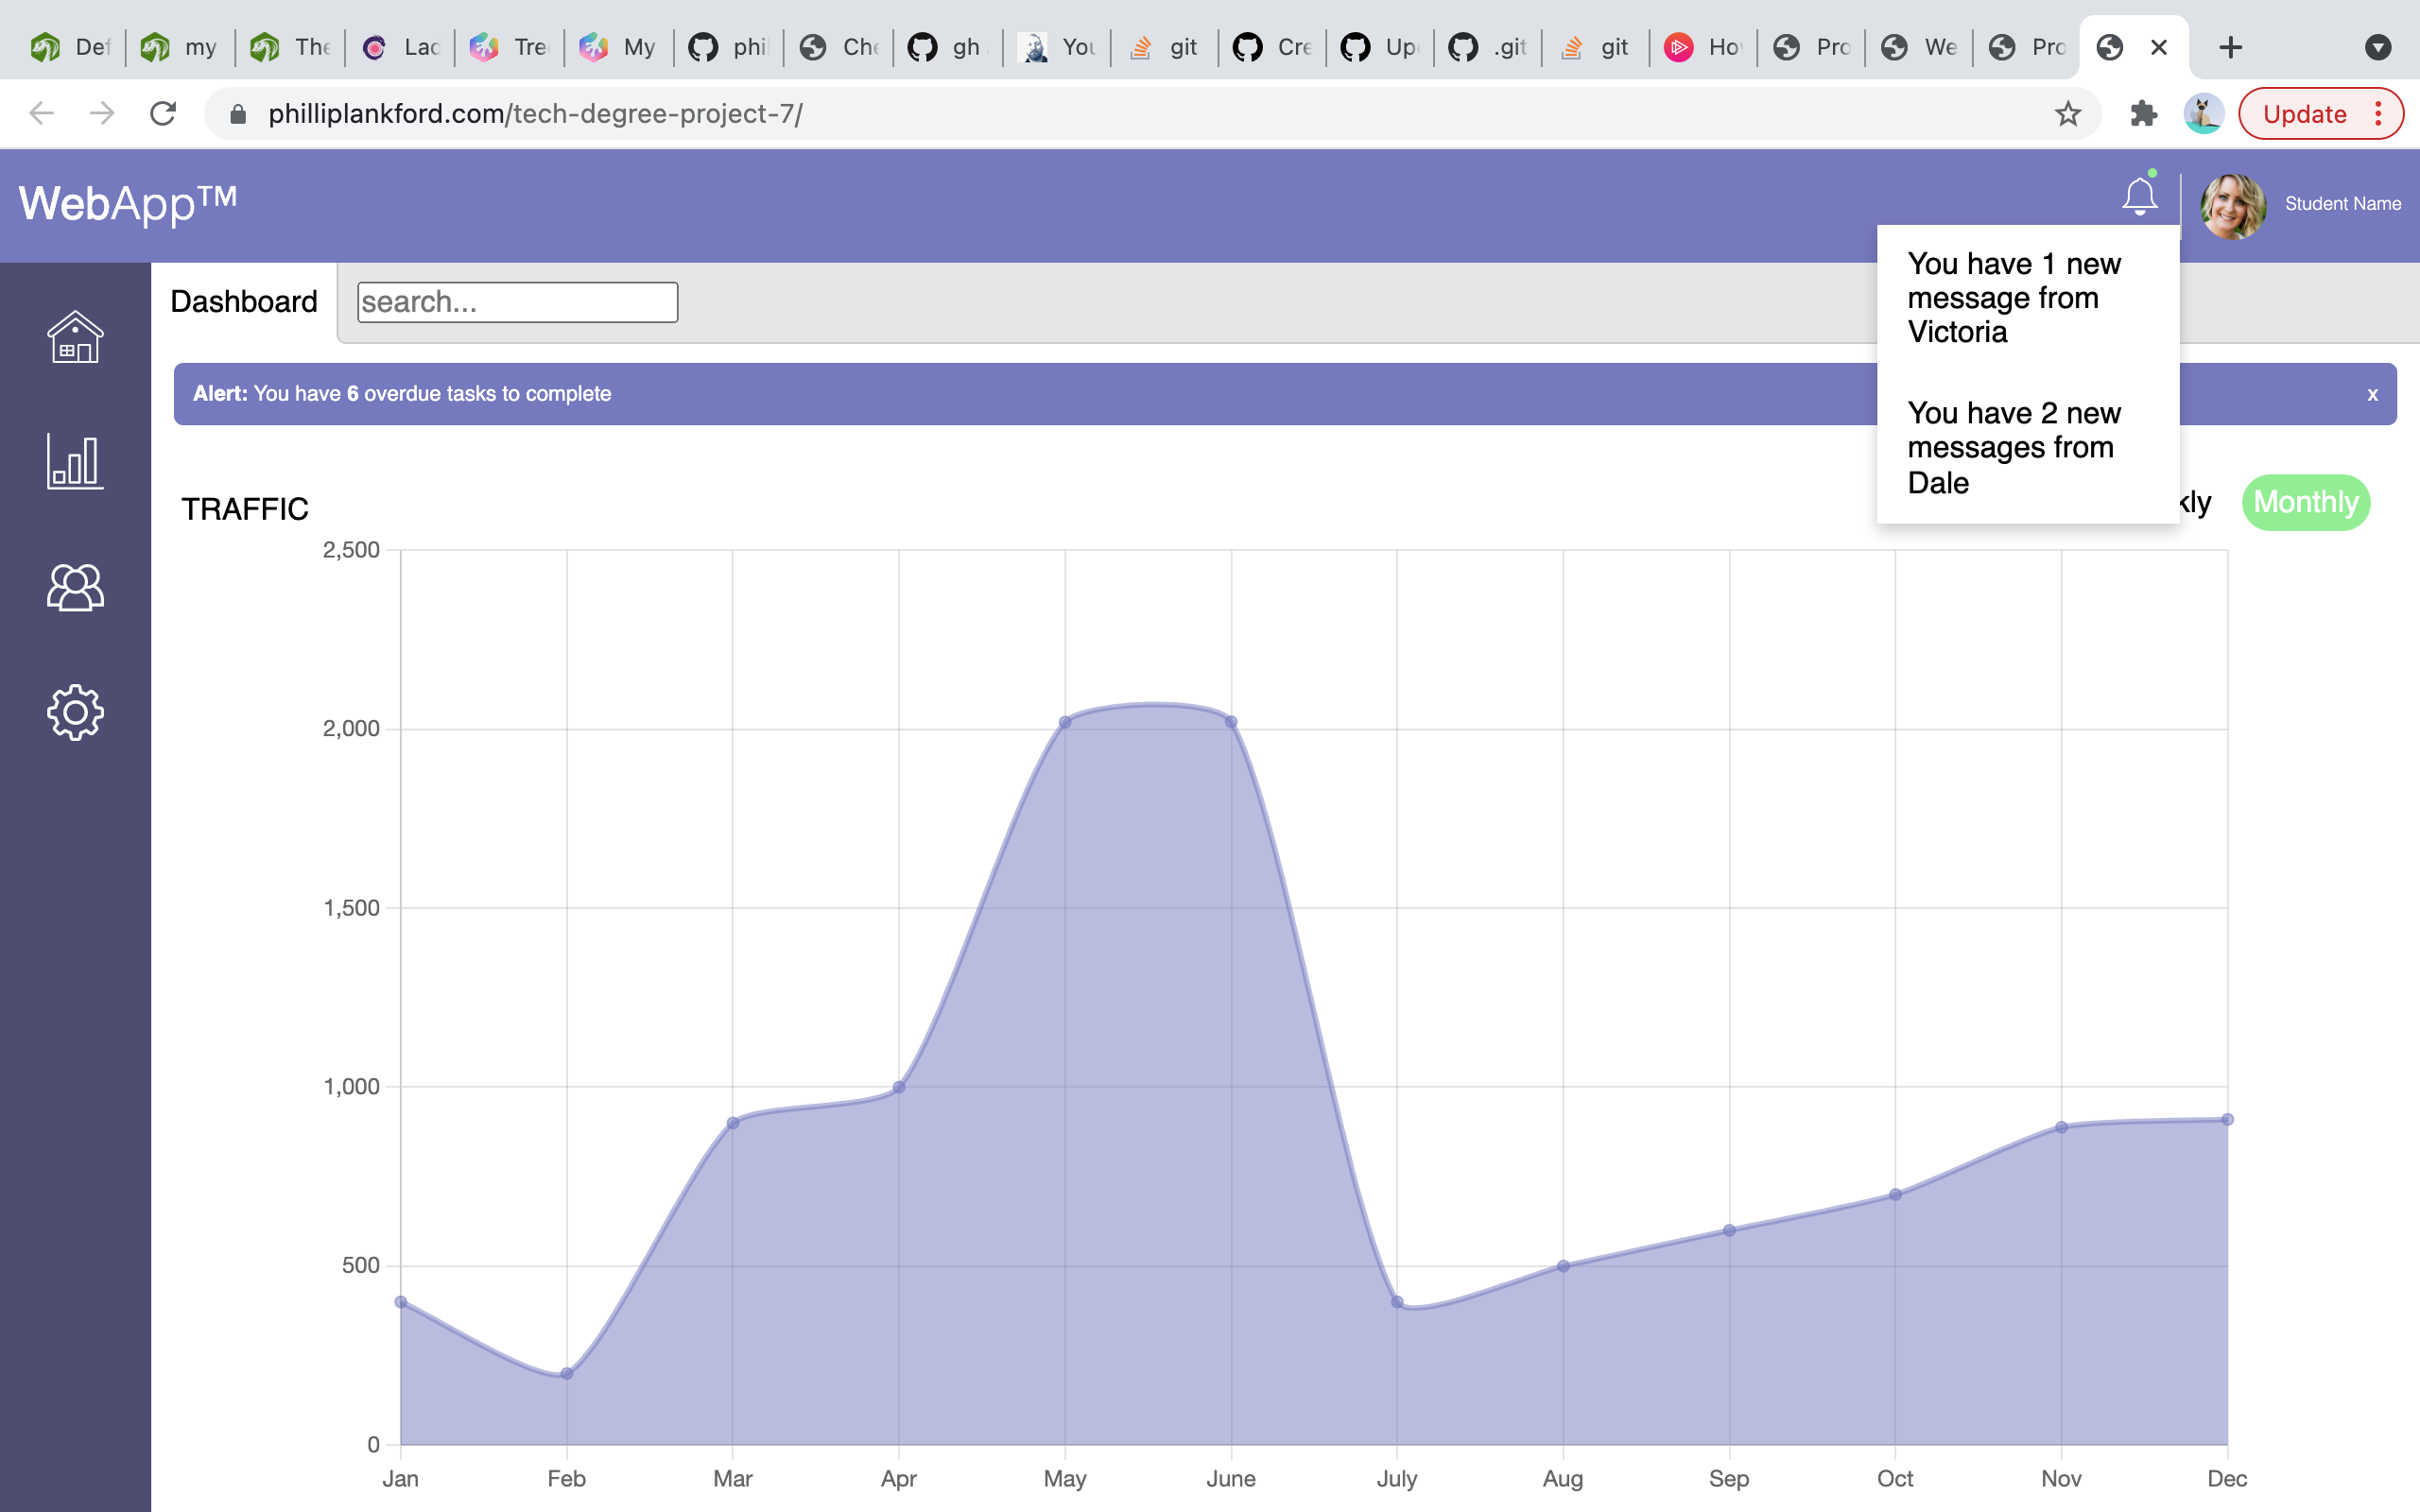 Def
my
The
Lac
Tre
My
phi
Che
gh
You
git
Cre
Up
.git
git
Ho
Pro
We
Pro
philliplankford.com/tech-degree-project-7/
Update
WebApp™
Student Name
You have 1 new
message from
Victoria
You have 2 new
messages from
Dale
Dashboard
search...
Alert: You have 6 overdue tasks to complete
x
TRAFFIC
kly
Monthly
2,500
2,000
1,500
1,000
500
0
Jan
Feb
Mar
Apr
May
June
July
Aug
Sep
Oct
Nov
Dec